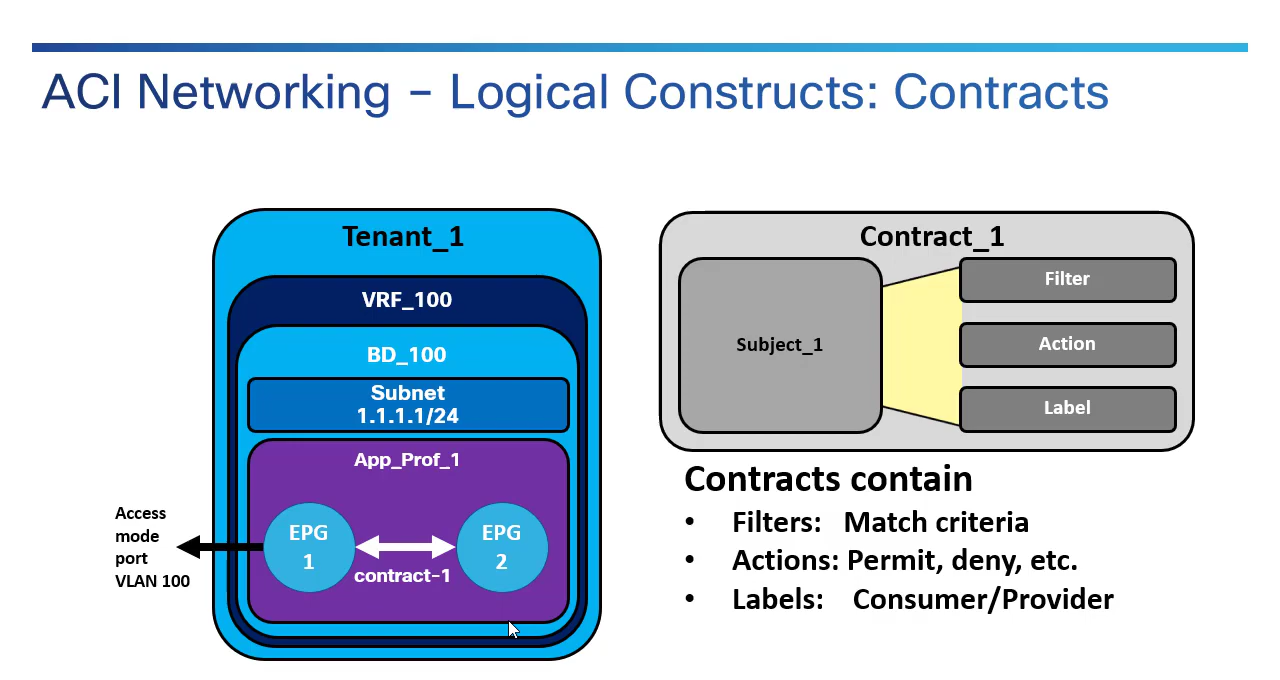 ACI Networking – Logical Constructs: Contracts
Tenant_1
VRF_100
BD_100
Subnet
1.1.1.1/24
App_Prof_1
EPG
1
contract-1
EPG
2
Access
mode
port
VLAN 100
Contract_1
Subject_1
Filter
Action
Label
Contracts contain
• Filters: Match criteria
• Actions: Permit, deny, etc.
• Labels: Consumer/Provider